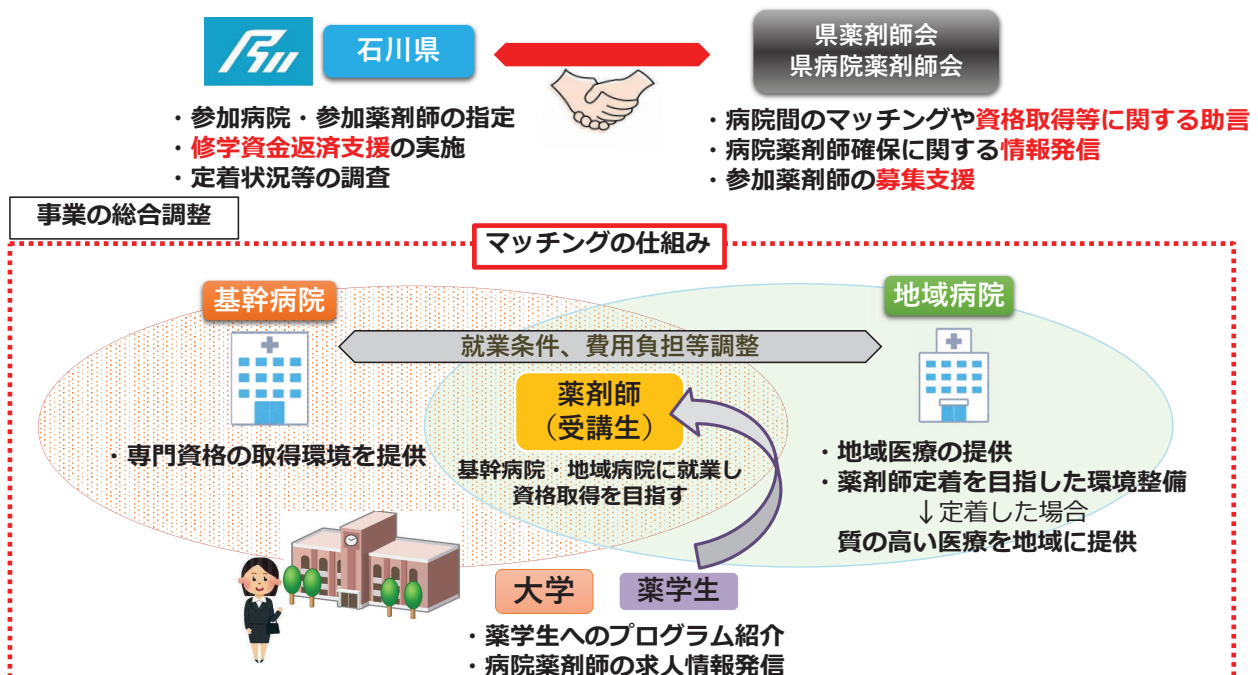 石川県
県薬剤師会
県病院薬剤師会
・参加病院・参加薬剤師の指定
・修学資金返済支援の実施
・定着状況等の調査
・病院間のマッチングや資格取得等に関する助言
・病院薬剤師確保に関する情報発信
・参加薬剤師の募集支援
事業の総合調整
マッチングの仕組み
基幹病院
地域病院
就業条件、費用負担等調整
薬剤師
（受講生）
・専門資格の取得環境を提供
基幹病院・地域病院に就業し
資格取得を目指す
・地域医療の提供
・薬剤師定着を目指した環境整備
↓定着した場合
質の高い医療を地域に提供
大学
薬学生
・薬学生へのプログラム紹介
・病院薬剤師の求人情報発信